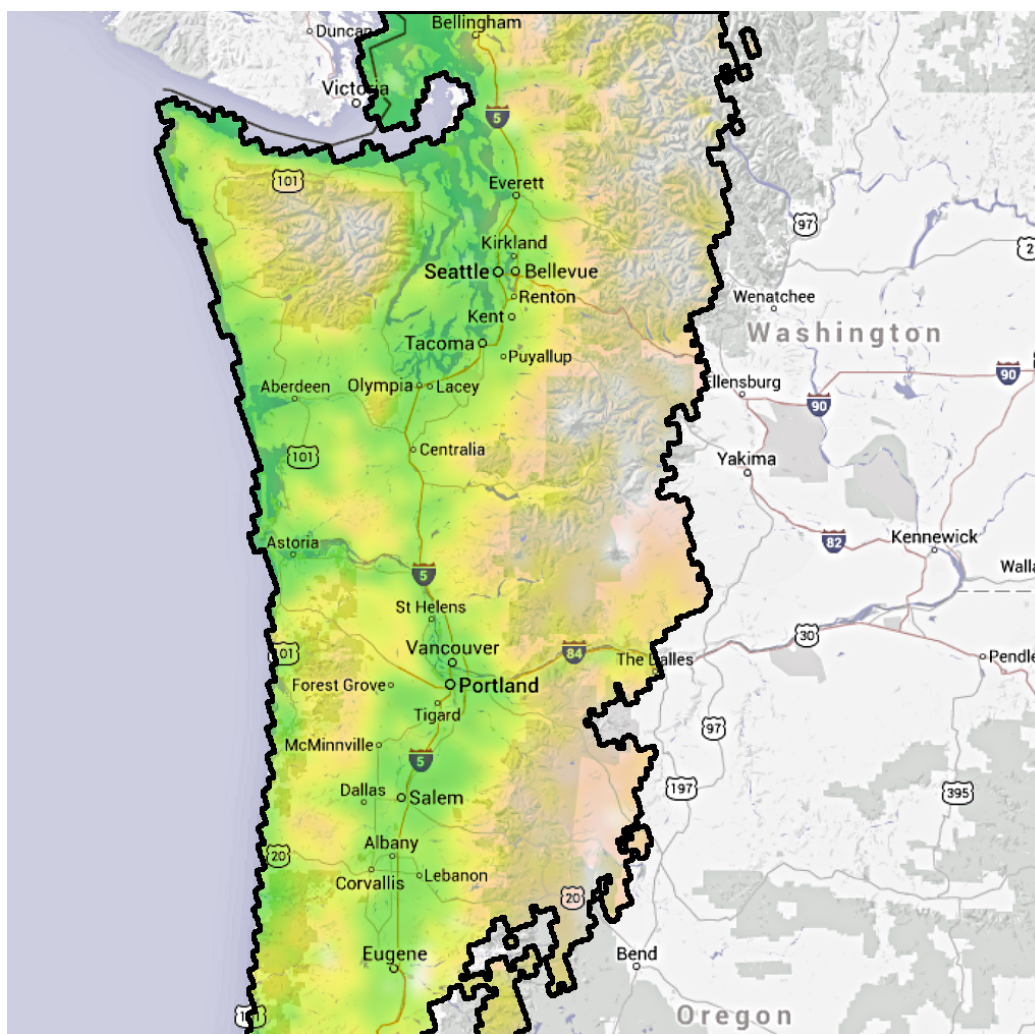 Bellingham
Duncan
Victoria
5
101
Everett
97
2
Kirkland
Seattle
Bellevue
Renton
Wenatchee
Kent
Washington
Tacoma
Puyallup
90
Aberdeen
Olympia
Lacey
Ellensburg
90
Centralia
101
Yakima
Kennewick
82
Astoria
5
Walla
St Helens
30
Vancouver
84
01
The Dalles
Pendle
Forest Grove
Portland
Tigard
97
McMinnville
5
197
395
Dallas
Salem
Albany
20
Corvallis
Lebanon
20
Eugene
Bend
Oregon